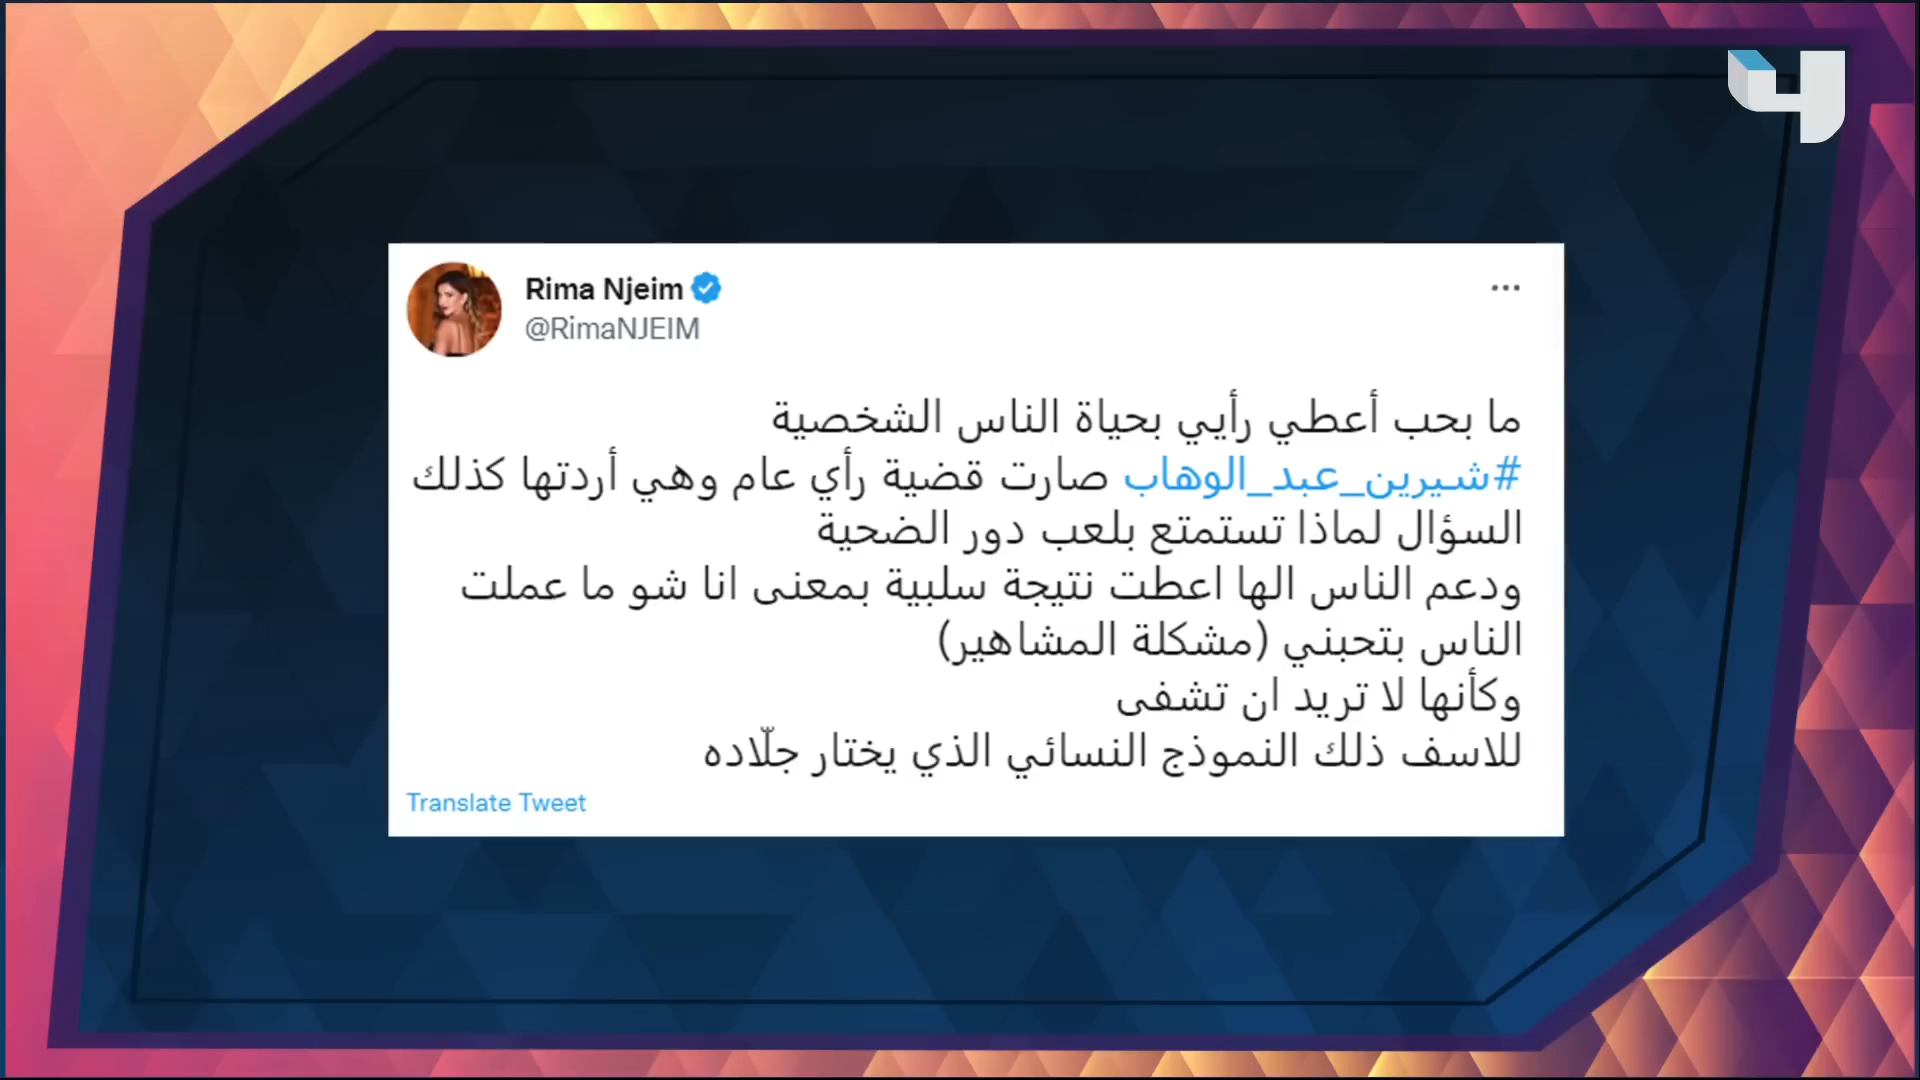 Rima Njeim
@RimaNJEIM
ما بحب أعطي رأيي بحياة الناس الشخصية
#شيرين_عبد_الوهاب صارت قضية رأي عام وهي أردتها كذلك
السؤال لماذا تستمتع بلعب دور الضحية
ودعم الناس الها اعطت نتيجة سلبية بمعنى انا شو ما عملت
الناس بتحبني (مشكلة المشاهير)
وكأنها لا تريد ان تشفى
للاسف ذلك النموذج النسائي الذي يختار جلّاده
Translate Tweet